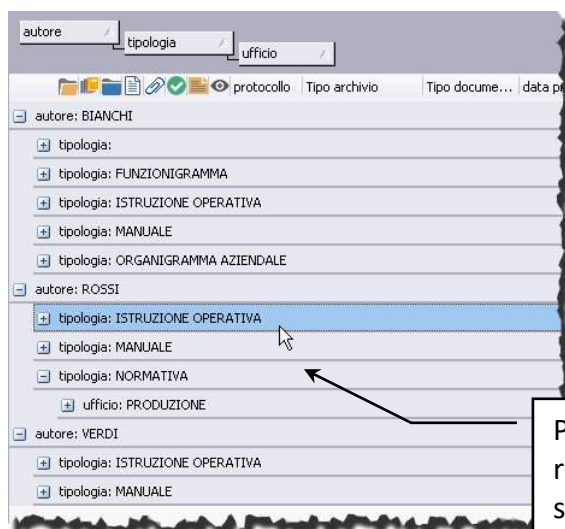 autore
tipologia
ufficio
protocollo Tipo archivio Tipo docume... data
autore: BIANCHI
tipologia:
tipologia: FUNZIONIGRAMMA
tipologia: ISTRUZIONE OPERATIVA
tipologia: MANUALE
tipologia: ORGANIGRAMMA AZIENDALE
autore: ROSSI
tipologia: ISTRUZIONE OPERATIVA
tipologia: MANUALE
tipologia: NORMATIVA
ufficio: PRODUZIONE
autore: VERDI
tipologia: ISTRUZIONE OPERATIVA
tipologia: MANUALE